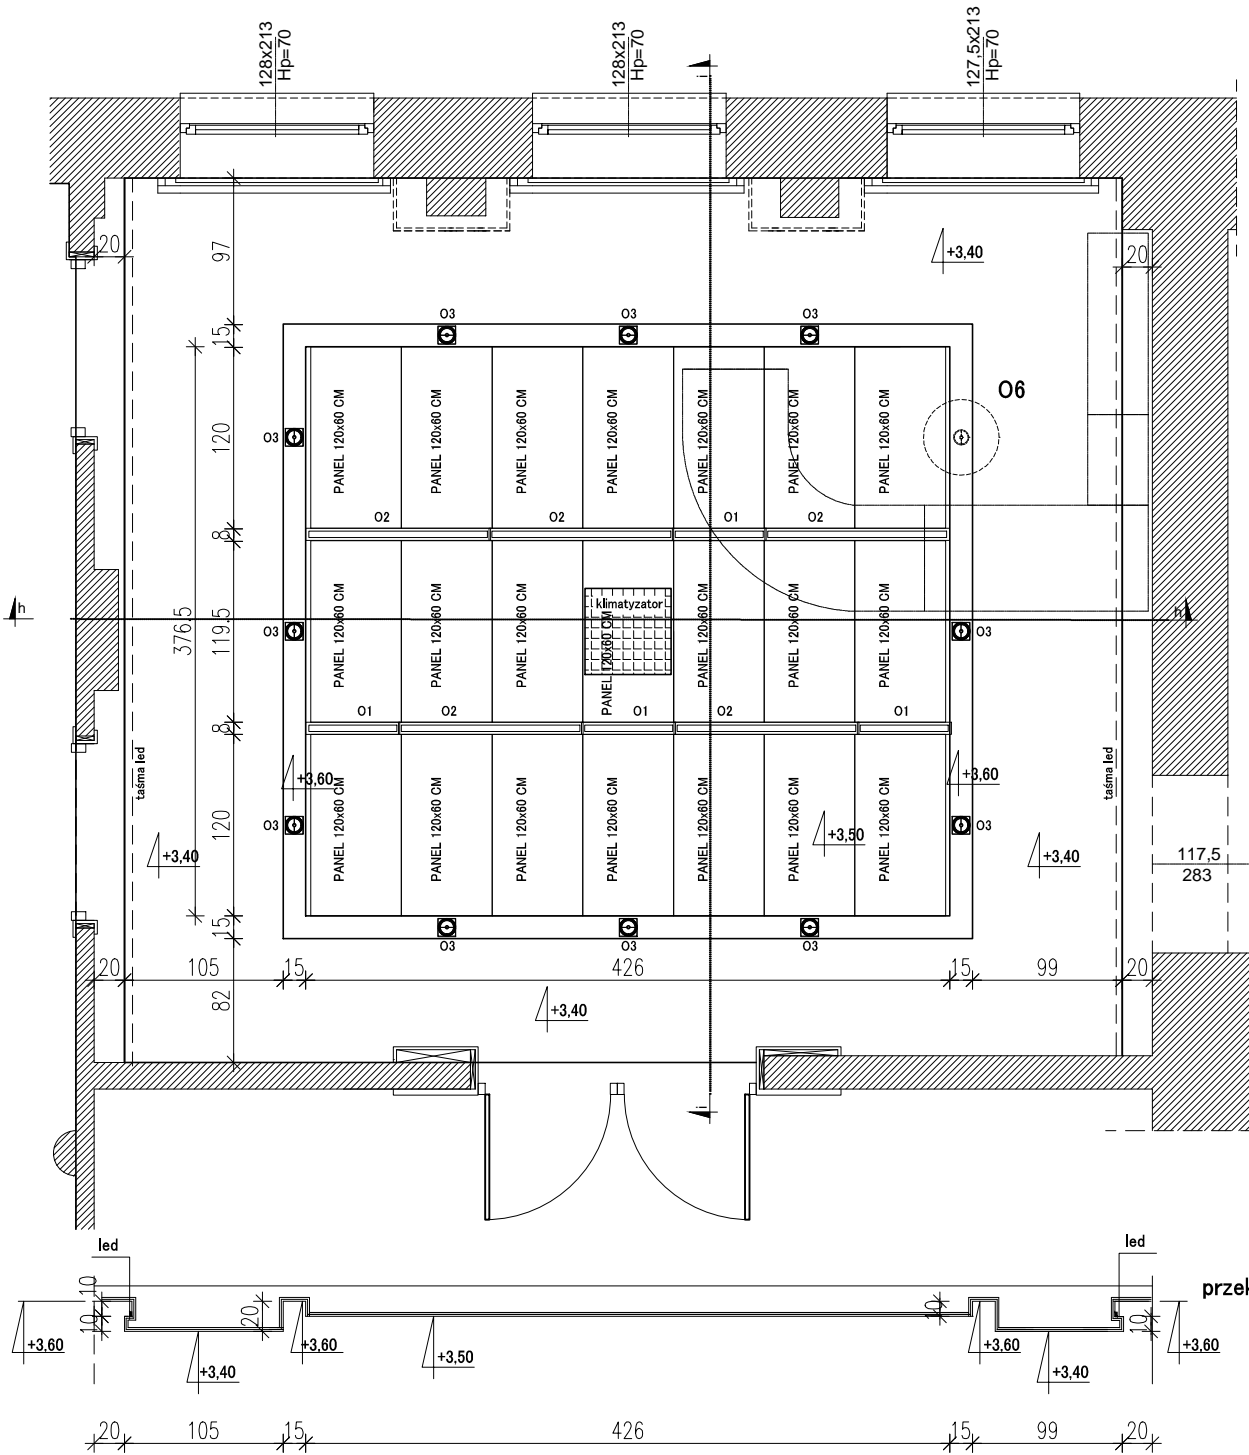 128x213
Hp=70
128x213
Hp=70
127,5x213
Hp=70
i
20
97
+3,40
20
15
O3
O3
O3
O6
O3
120
PANEL 120x60 CM
PANEL 120x60 CM
PANEL 120x60 CM
PANEL 120x60 CM
PANEL 120x60 CM
PANEL 120x60 CM
PANEL 120x60 CM
O2
O2
O1
O2
8
h
376,5
119,5
O3
PANEL 120x60 CM
PANEL 120x60 CM
PANEL 120x60 CM
klimatyzator
PANEL 120x60 CM
PANEL 120x60 CM
PANEL 120x60 CM
PANEL 120x60 CM
O3
h
O1
O2
O1
O2
O1
8
taśma led
+3,60
+3,60
taśma led
120
O3
PANEL 120x60 CM
PANEL 120x60 CM
PANEL 120x60 CM
PANEL 120x60 CM
PANEL 120x60 CM
PANEL 120x60 CM
PANEL 120x60 CM
+3,50
O3
+3,40
+3,40
117,5
283
15
O3
O3
O3
20
105
15
426
15
99
20
82
+3,40
i
led
led
10
10
20
10
10
przek
+3,60
+3,40
+3,60
+3,50
+3,60
+3,40
+3,60
20
105
15
426
15
99
20